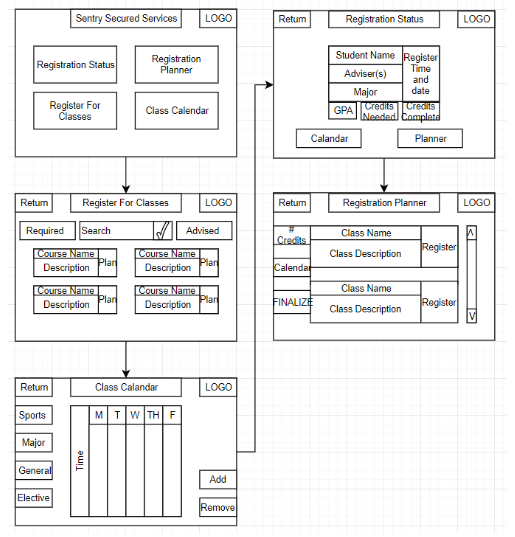 Sentry Secured Services
LOGO
Registration Status
Registration
Planner
Register For
Classes
Class Calendar
Return
Register For Classes
LOGO
Required
Search
Advised
Course Name
Description
Plan
Course Name
Description
Plan
Course Name
Description
Plan
Course Name
Description
Plan
Return
Class Calandar
LOGO
Sports
Major
General
Elective
Time
M
T
W
TH
F
Add
Remove
Return
Registration Status
LOGO
Student Name
Adviser(s)
Major
Register
Time
and
date
GPA
Credits
Needed
Credits
Complete
Calandar
Planner
Return
Registration Planner
LOGO
#
Credits
Calendar
FINALIZE
Class Name
Class Description
Register
Class Name
Class Description
Register